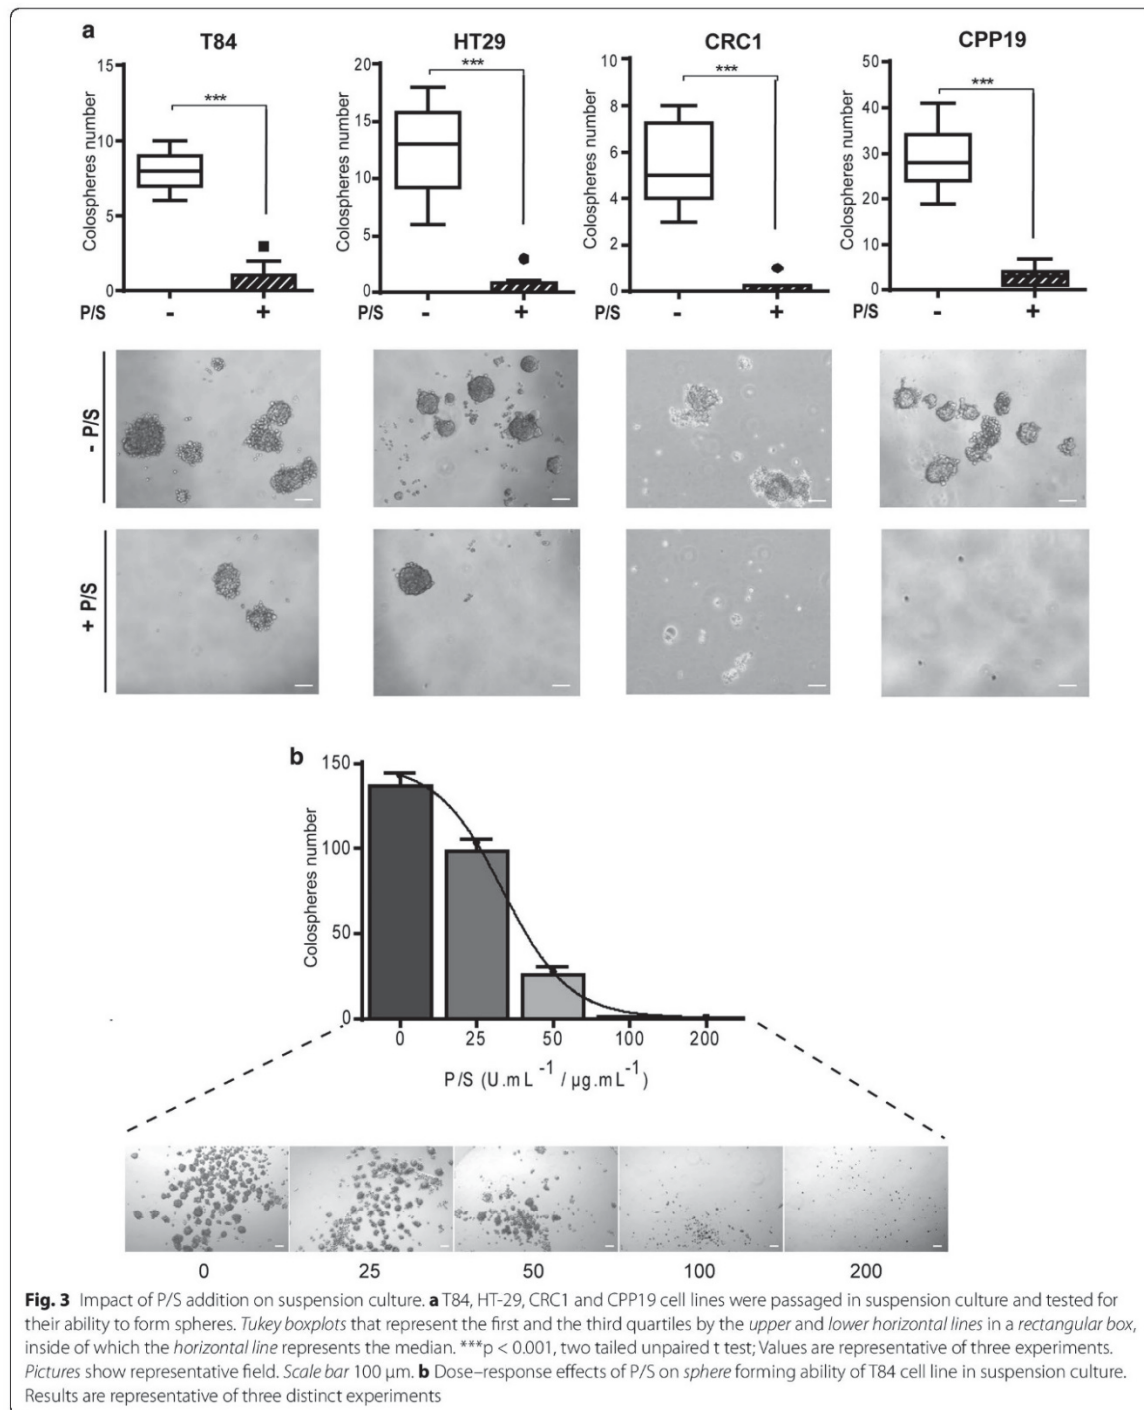 a
T84
HT29
CRC1
CPP19
Colospheres number
15
10
5
0
***
P/S - +
Colospheres number
20
15
10
5
0
***
P/S - +
Colospheres number
10
8
6
4
2
0
***
P/S - +
Colospheres number
50
40
30
20
10
0
***
P/S - +
- P/S
+ P/S
b
Colospheres number
150
100
50
0
0 25 50 100 200
P/S (U.mL -1 / µg.mL-1)
0 25 50 100 200
Fig. 3 Impact of P/S addition on suspension culture. a T84, HT-29, CRC1 and CPP19 cell lines were passaged in suspension culture and tested for
their ability to form spheres. Tukey boxplots that represent the first and the third quartiles by the upper and lower horizontal lines in a rectangular box,
inside of which the horizontal line represents the median. ***p < 0.001, two tailed unpaired t test; Values are representative of three experiments.
Pictures show representative field. Scale bar 100 µm. b Dose–response effects of P/S on sphere forming ability of T84 cell line in suspension culture.
Results are representative of three distinct experiments